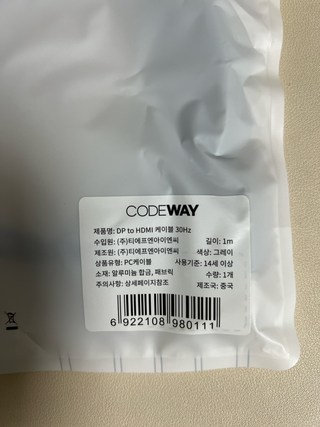 CODEWAY
제품명: DP to HDMI 케이블 30Hz
수입원: (주)티에프엔아이엔씨 길이: 1m
제조원: (주)티에프엔아이엔씨 색상: 그레이
상품유형: PC케이블 사용기준: 14세 이상
소재: 알루미늄 합금, 패브릭 수량: 1개
주의사항: 상세페이지참조 제조국: 중국
6 922108 980111